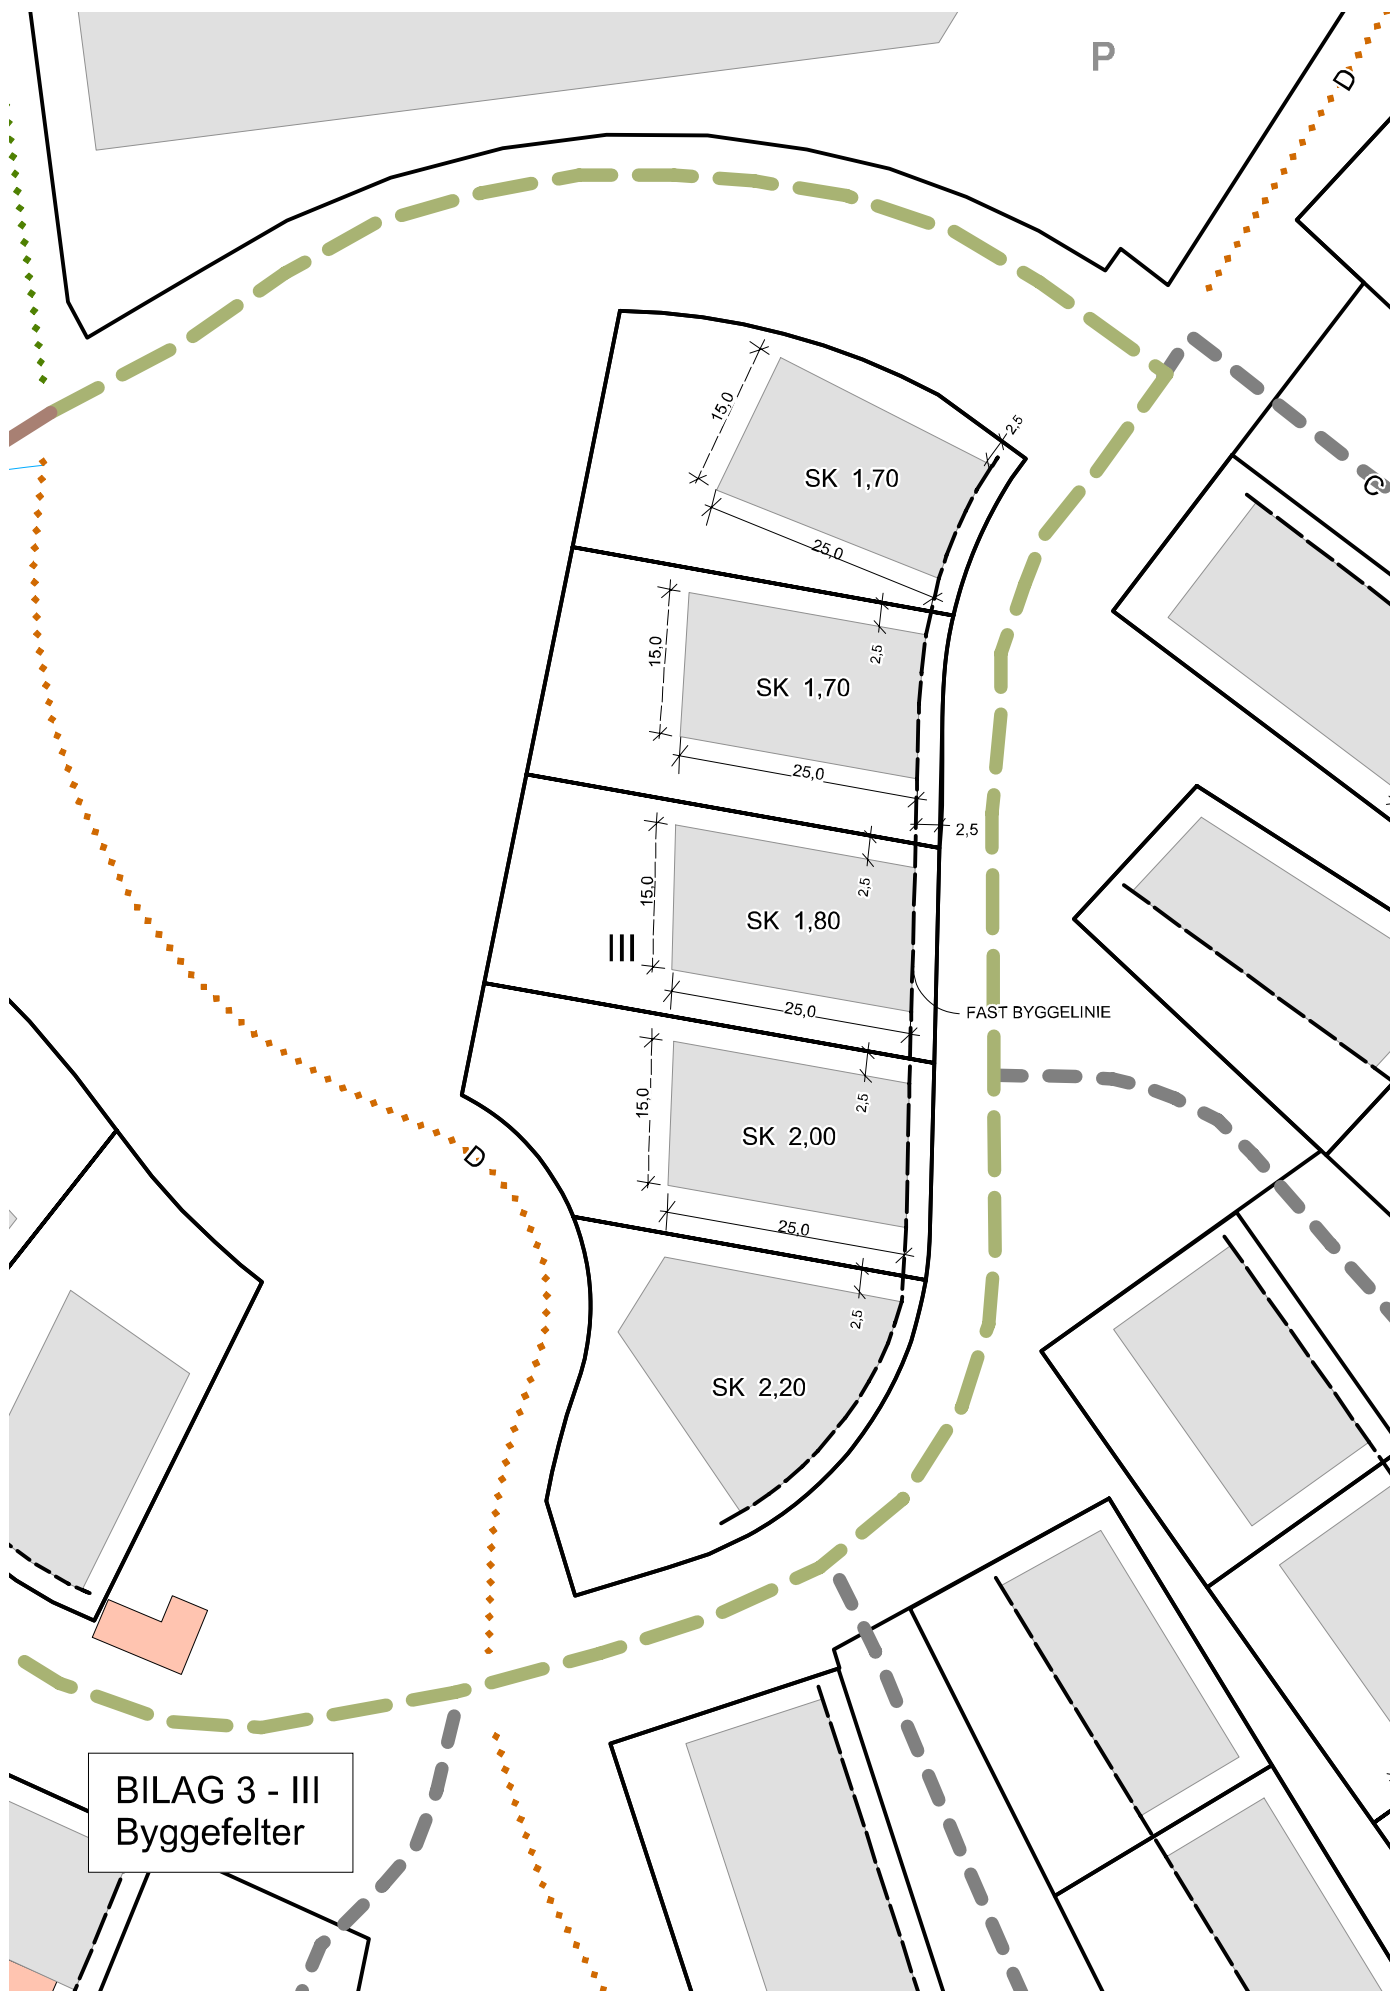 P
D
2,5
15,0
SK 1,70
C
25,0
2,5
15,0
SK 1,70
25,0
2,5
2,5
15,0
SK 1,80
III
25,0
FAST BYGGELINIE
2,5
15,0
SK 2,00
D
25,0
2,5
SK 2,20
BILAG 3 - III
Byggefelter